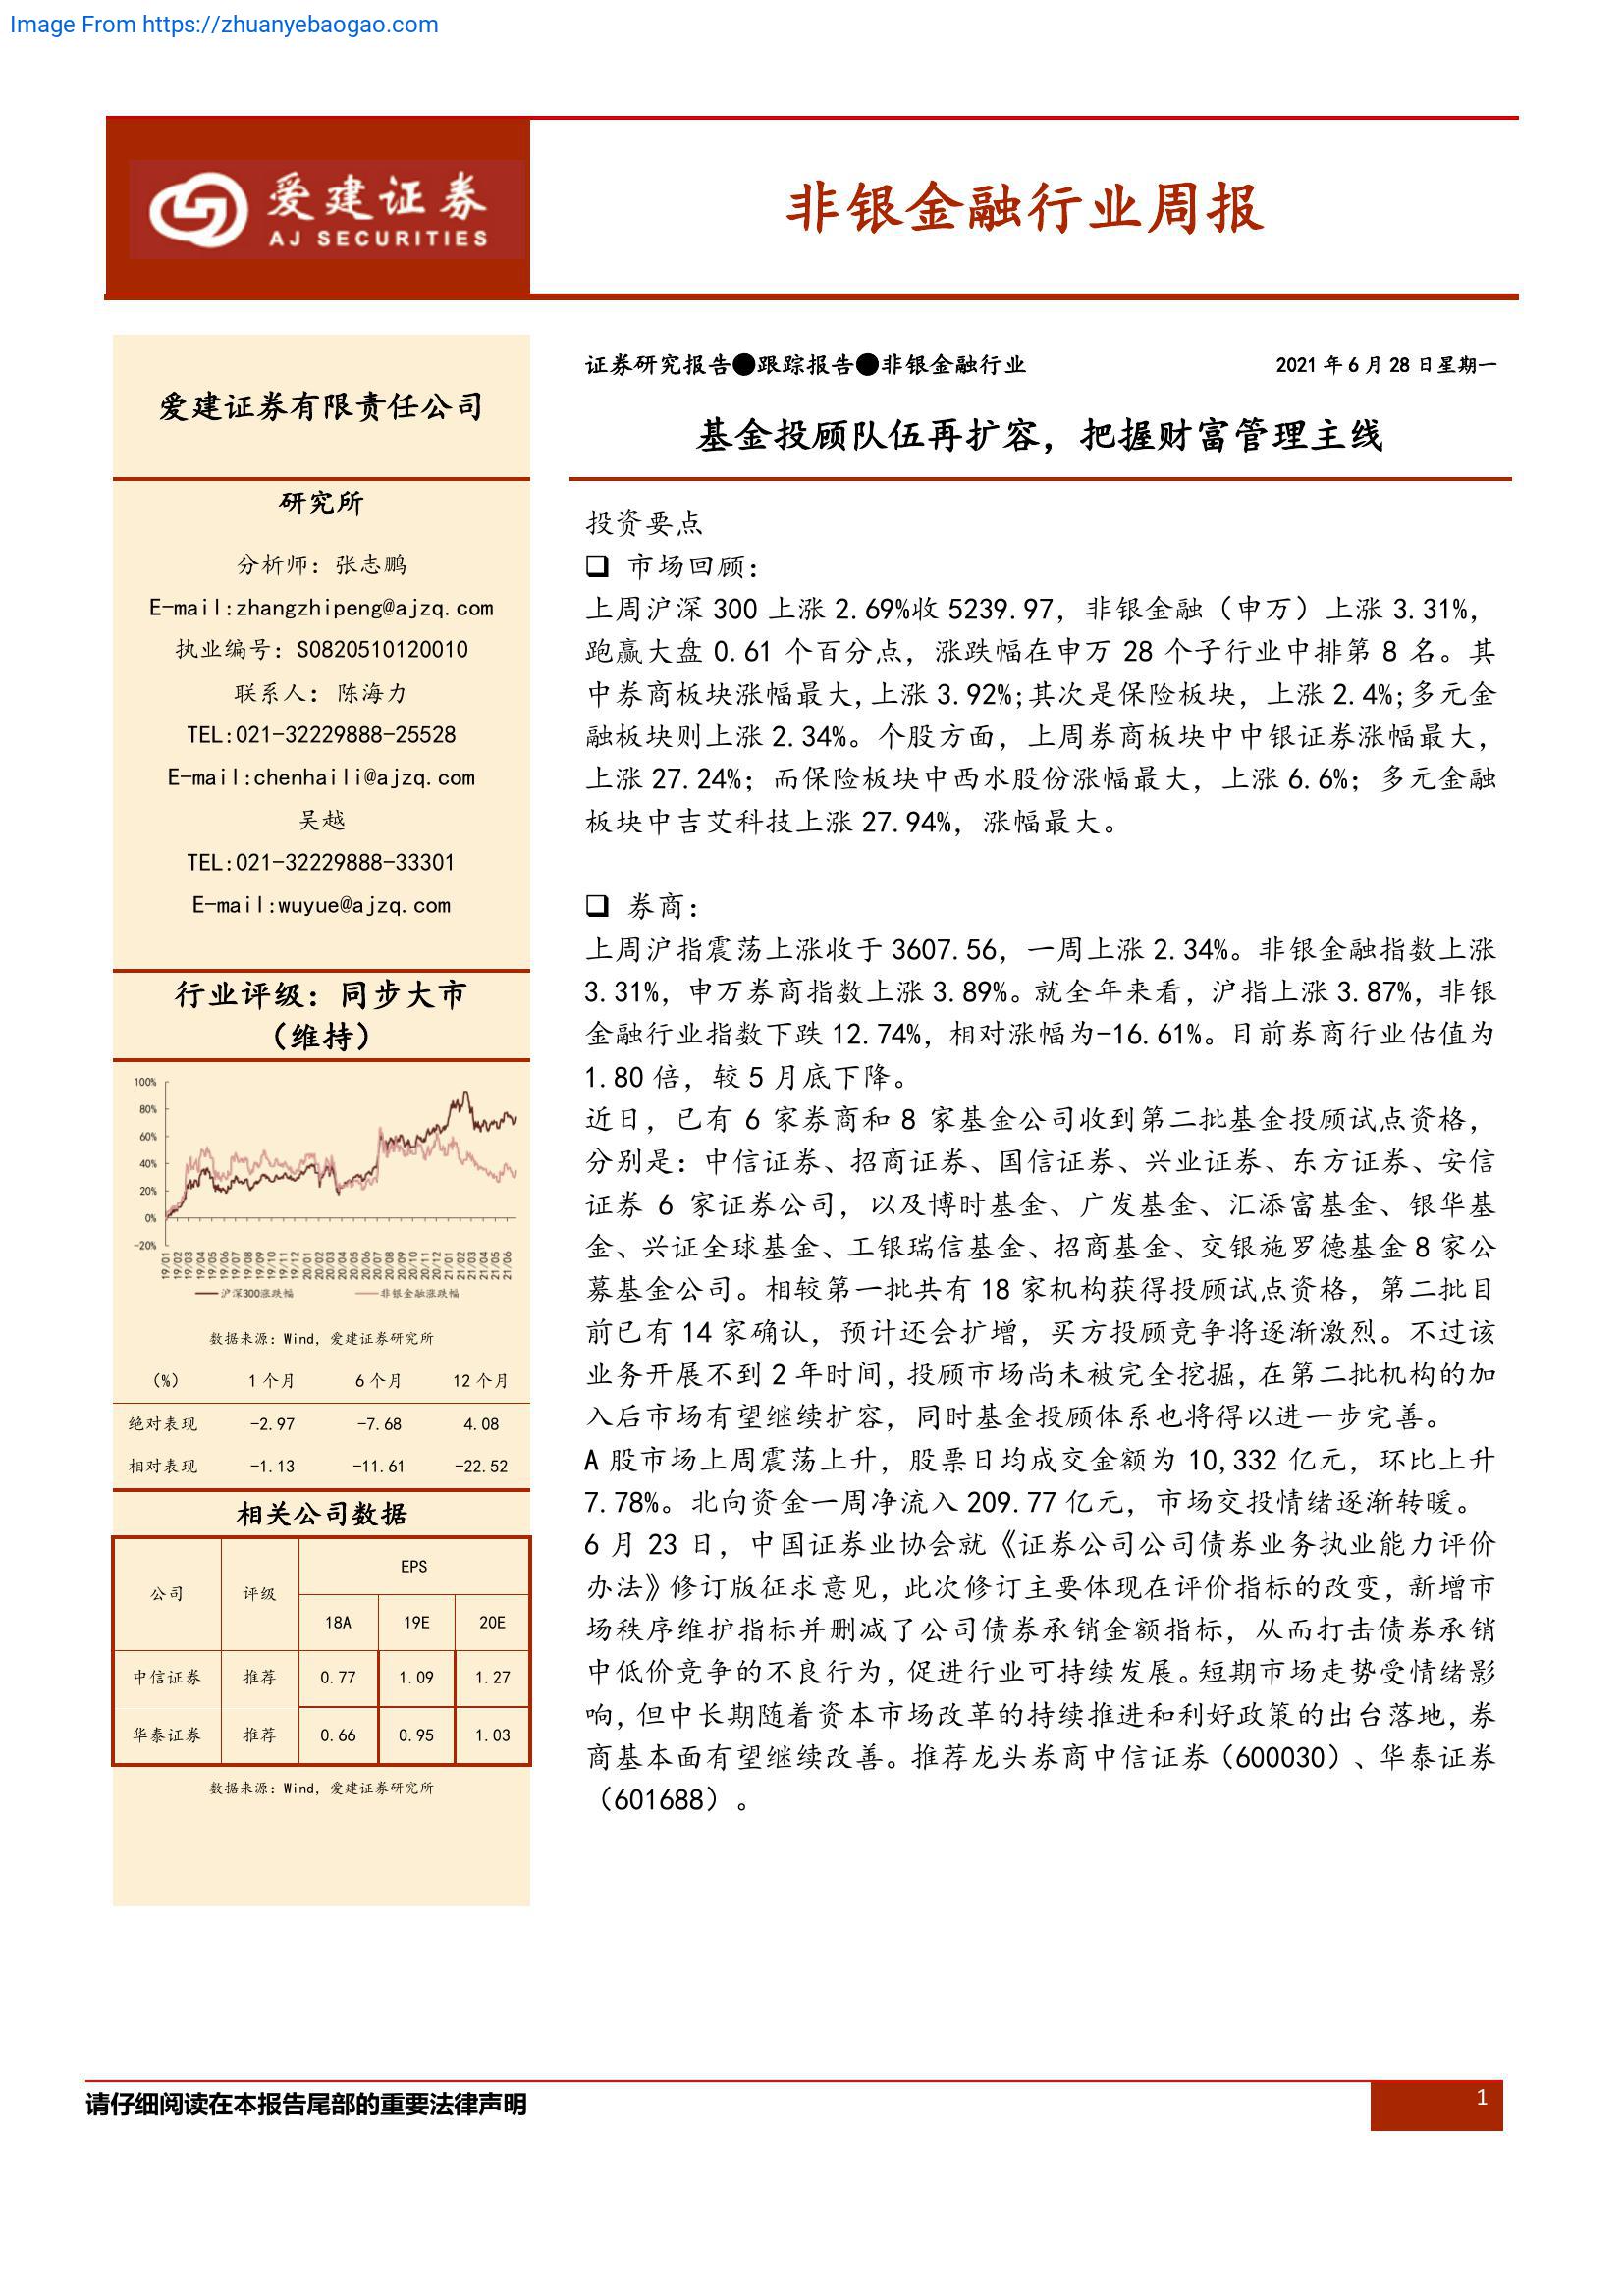 Image From https://zhuanyebaogao.com
爱建证券
AJ SECURITIES
非银金融行业周报
爱建证券有限责任公司
研究所
分析师：张志鹏
E-mail:zhangzhipeng@ajzq.com
执业编号：S0820510120010
联系人：陈海力
TEL:021-32229888-25528
E-mail:chenhaili@ajzq.com
吴越
TEL:021-32229888-33301
E-mail:wuyue@ajzq.com
行业评级：同步大市
（维持）
100%
80%
60%
40%
20%
0%
-20%
19/01 19/02 19/03 19/04 19/05 19/06 19/07 19/08 19/09 19/10 19/11 19/12 20/01 20/02 20/03 20/04 20/05 20/06 20/07 20/08 20/09 20/10 20/11 20/12 21/01 21/02 21/03 21/04 21/05 21/06
沪深300涨跌幅 非银金融涨跌幅
数据来源：Wind，爱建证券研究所
（%） 1 个月 6 个月 12 个月
绝对表现 -2.97 -7.68 4.08
相对表现 -1.13 -11.61 -22.52
相关公司数据
公司 评级 EPS
18A 19E 20E
中信证券 推荐 0.77 1.09 1.27
华泰证券 推荐 0.66 0.95 1.03
数据来源：Wind，爱建证券研究所
证券研究报告●跟踪报告●非银金融行业 2021 年 6 月 28 日星期一
基金投顾队伍再扩容，把握财富管理主线
投资要点
❑ 市场回顾：
上周沪深 300 上涨 2.69%收 5239.97，非银金融（申万）上涨 3.31%，
跑赢大盘 0.61 个百分点，涨跌幅在申万 28 个子行业中排第 8 名。其
中券商板块涨幅最大,上涨 3.92%;其次是保险板块，上涨 2.4%;多元金
融板块则上涨 2.34%。个股方面，上周券商板块中中银证券涨幅最大，
上涨 27.24%；而保险板块中西水股份涨幅最大，上涨 6.6%；多元金融
板块中吉艾科技上涨 27.94%，涨幅最大。
❑ 券商：
上周沪指震荡上涨收于 3607.56，一周上涨 2.34%。非银金融指数上涨
3.31%，申万券商指数上涨 3.89%。就全年来看，沪指上涨 3.87%，非银
金融行业指数下跌 12.74%，相对涨幅为-16.61%。目前券商行业估值为
1.80 倍，较 5 月底下降。
近日，已有 6 家券商和 8 家基金公司收到第二批基金投顾试点资格，
分别是：中信证券、招商证券、国信证券、兴业证券、东方证券、安信
证券 6 家证券公司，以及博时基金、广发基金、汇添富基金、银华基
金、兴证全球基金、工银瑞信基金、招商基金、交银施罗德基金 8 家公
募基金公司。相较第一批共有 18 家机构获得投顾试点资格，第二批目
前已有 14 家确认，预计还会扩增，买方投顾竞争将逐渐激烈。不过该
业务开展不到 2 年时间，投顾市场尚未被完全挖掘，在第二批机构的加
入后市场有望继续扩容，同时基金投顾体系也将得以进一步完善。
A 股市场上周震荡上升，股票日均成交金额为 10,332 亿元，环比上升
7.78%。北向资金一周净流入 209.77 亿元，市场交投情绪逐渐转暖。
6 月 23 日，中国证券业协会就《证券公司公司债券业务执业能力评价
办法》修订版征求意见，此次修订主要体现在评价指标的改变，新增市
场秩序维护指标并删减了公司债券承销金额指标，从而打击债券承销
中低价竞争的不良行为，促进行业可持续发展。短期市场走势受情绪影
响，但中长期随着资本市场改革的持续推进和利好政策的出台落地，券
商基本面有望继续改善。推荐龙头券商中信证券（600030）、华泰证券
（601688）。
请仔细阅读在本报告尾部的重要法律声明
1